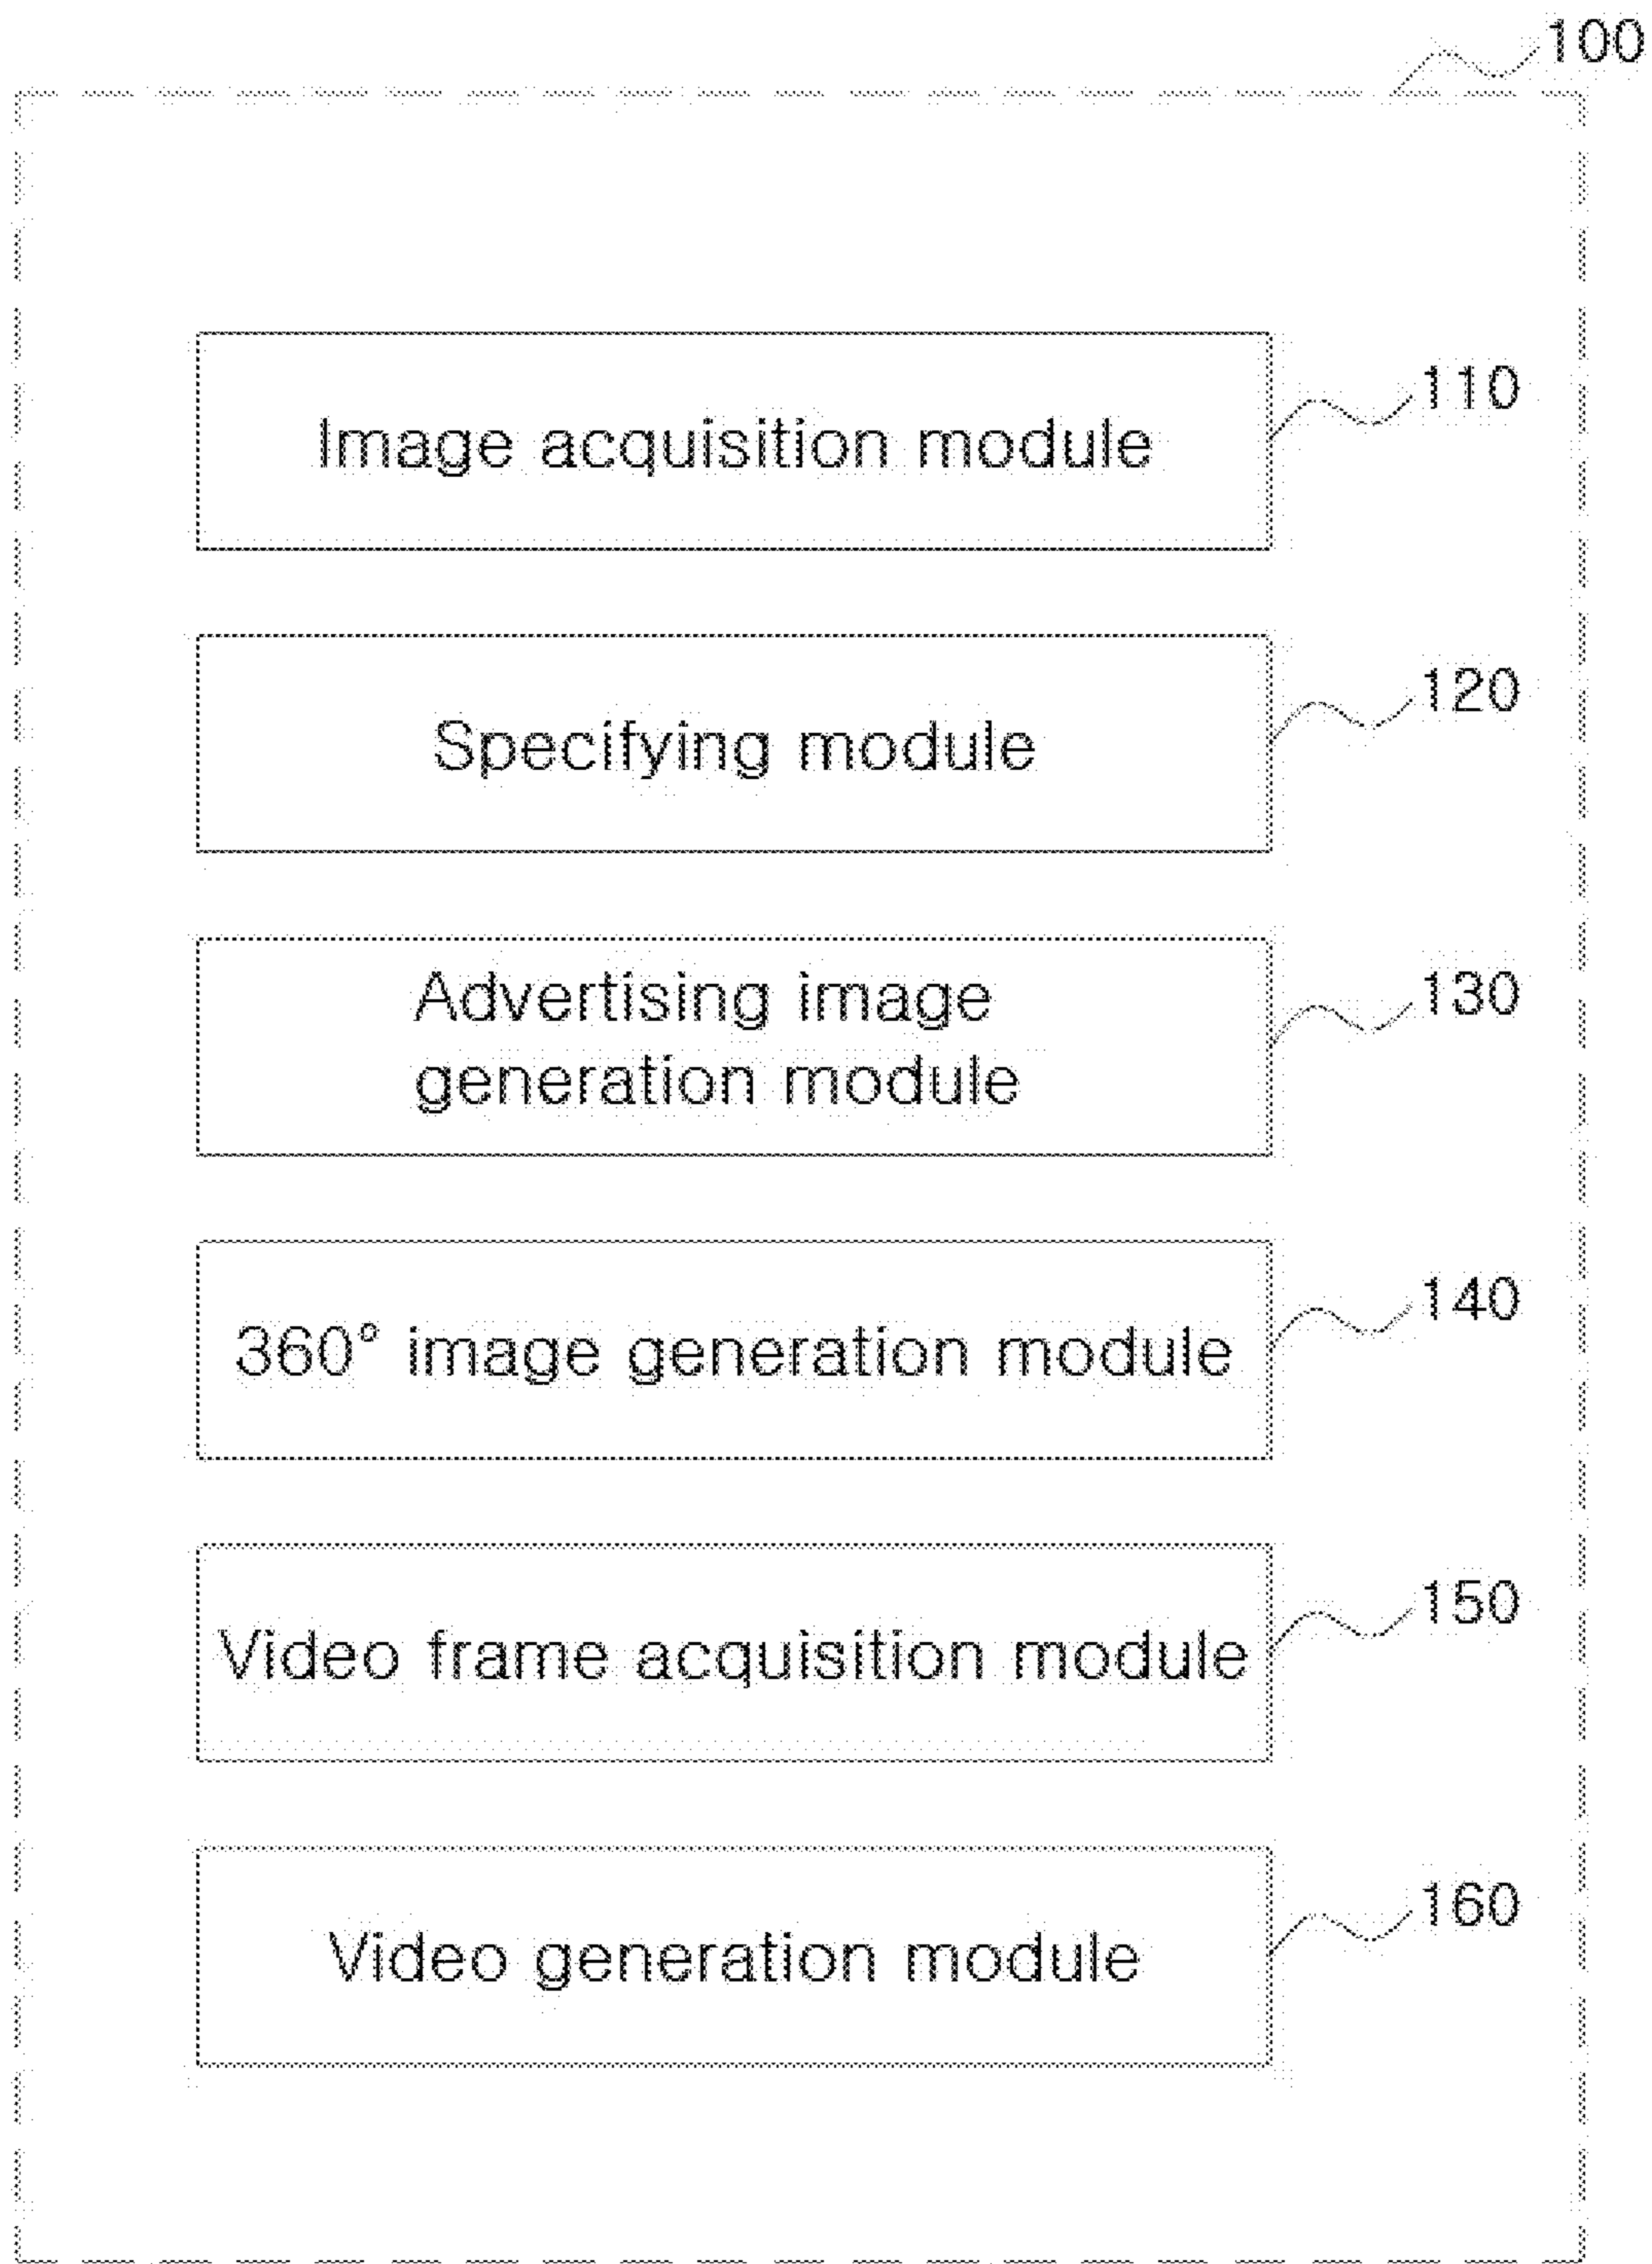 100
Image acquisition module
110
Specifying module
120
Advertising image
generation module
130
360° image generation module
140
Video frame acquisition module
150
Video generation module
160